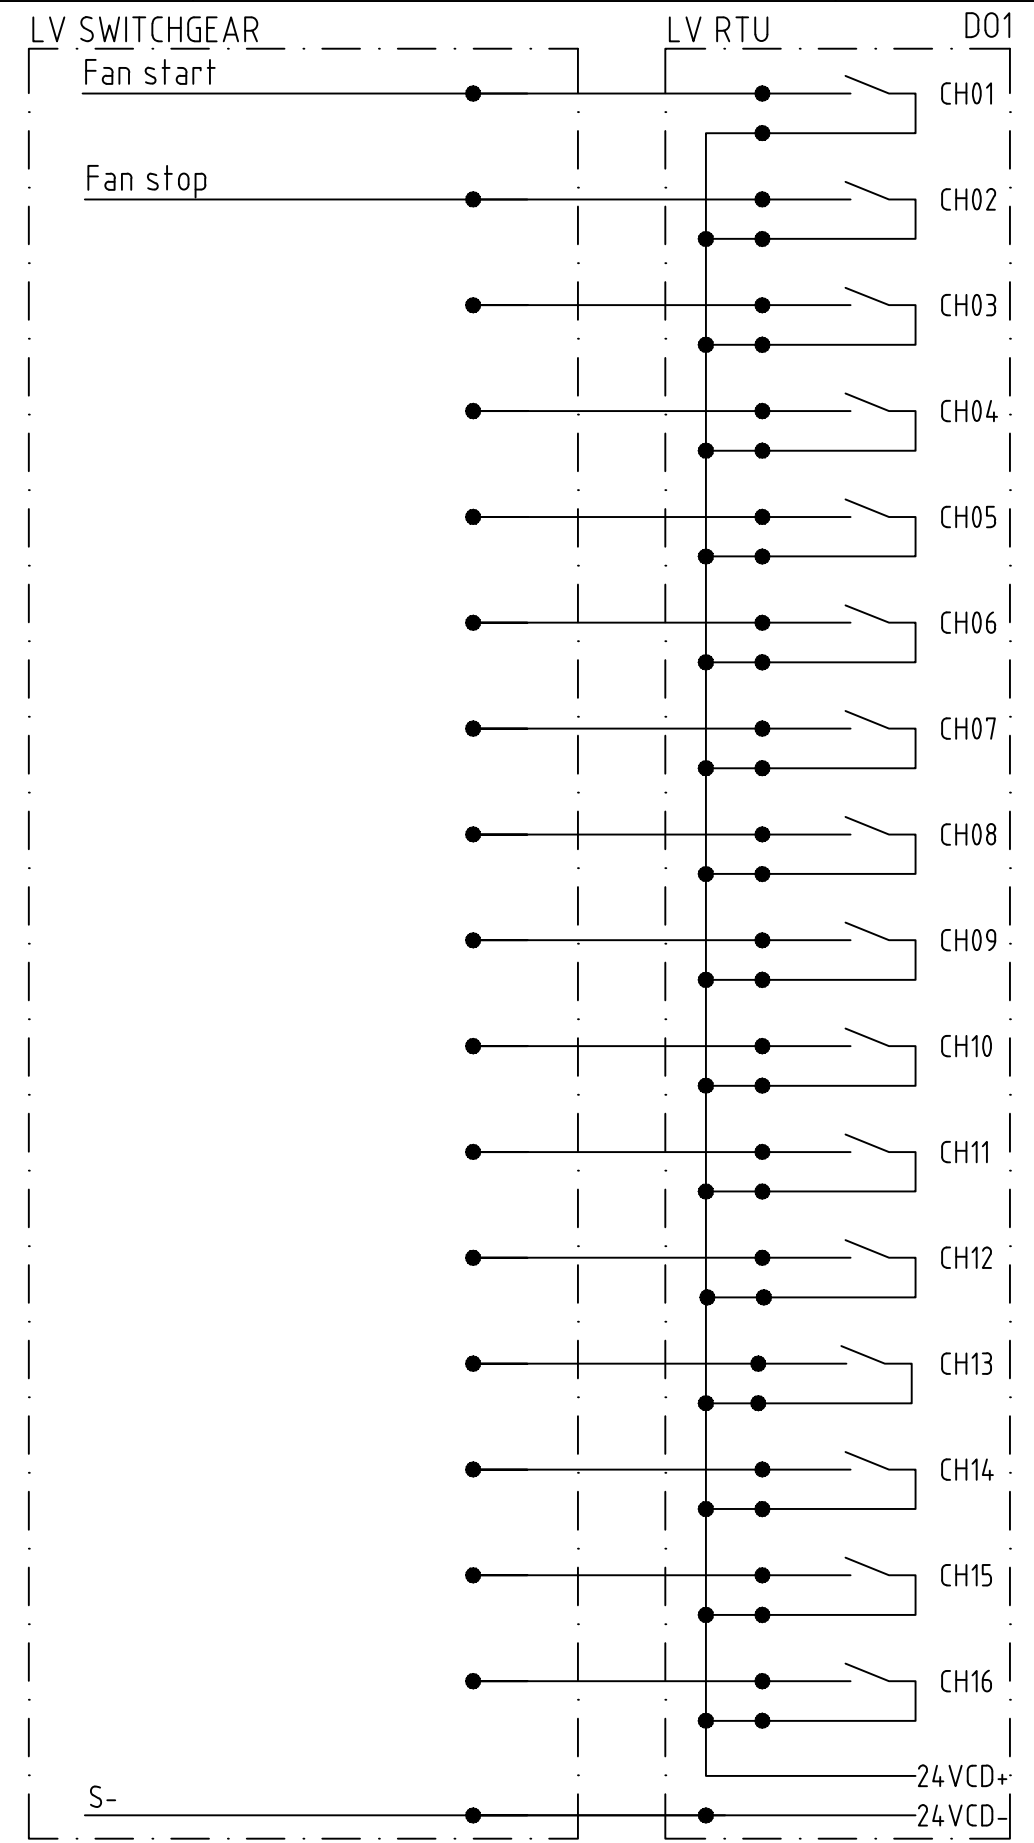 LV SWITCHGEAR
LV RTU
DO1
Fan start
CH01
Fan stop
CH02
CH03
CH04
CH05
CH06
CH07
CH08
CH09
CH10
CH11
CH12
CH13
CH14
CH15
CH16
24VCD+
S-
24VCD-